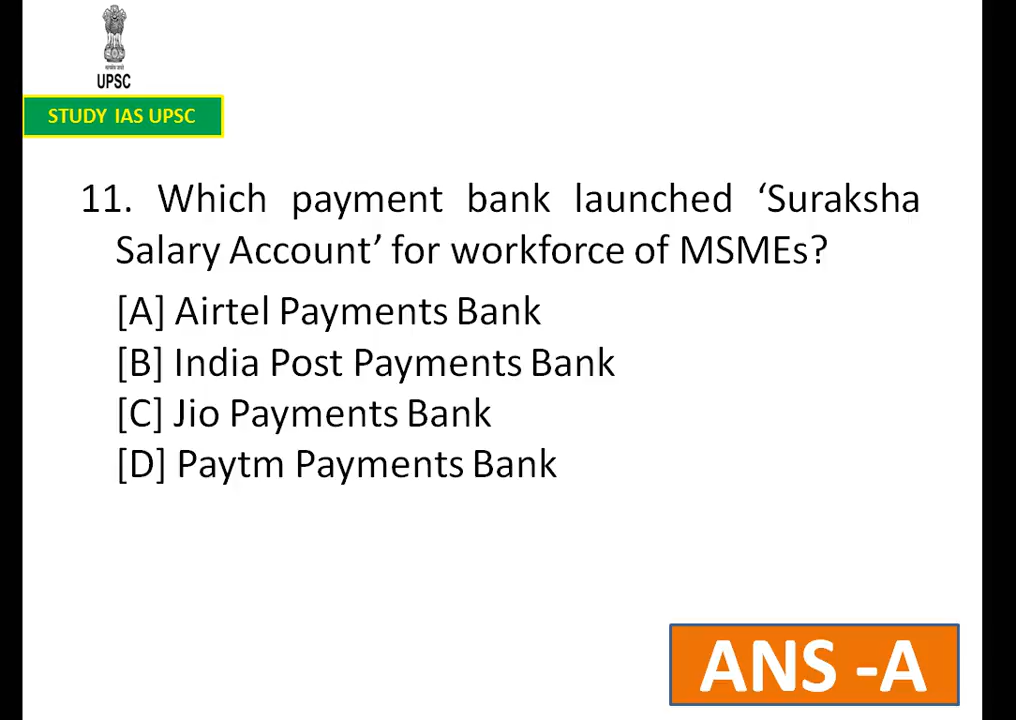 UPSC
STUDY IAS UPSC
11. Which payment bank launched ‘Suraksha
Salary Account’ for workforce of MSMEs?
[A] Airtel Payments Bank
[B] India Post Payments Bank
[C] Jio Payments Bank
[D] Paytm Payments Bank
ANS -A